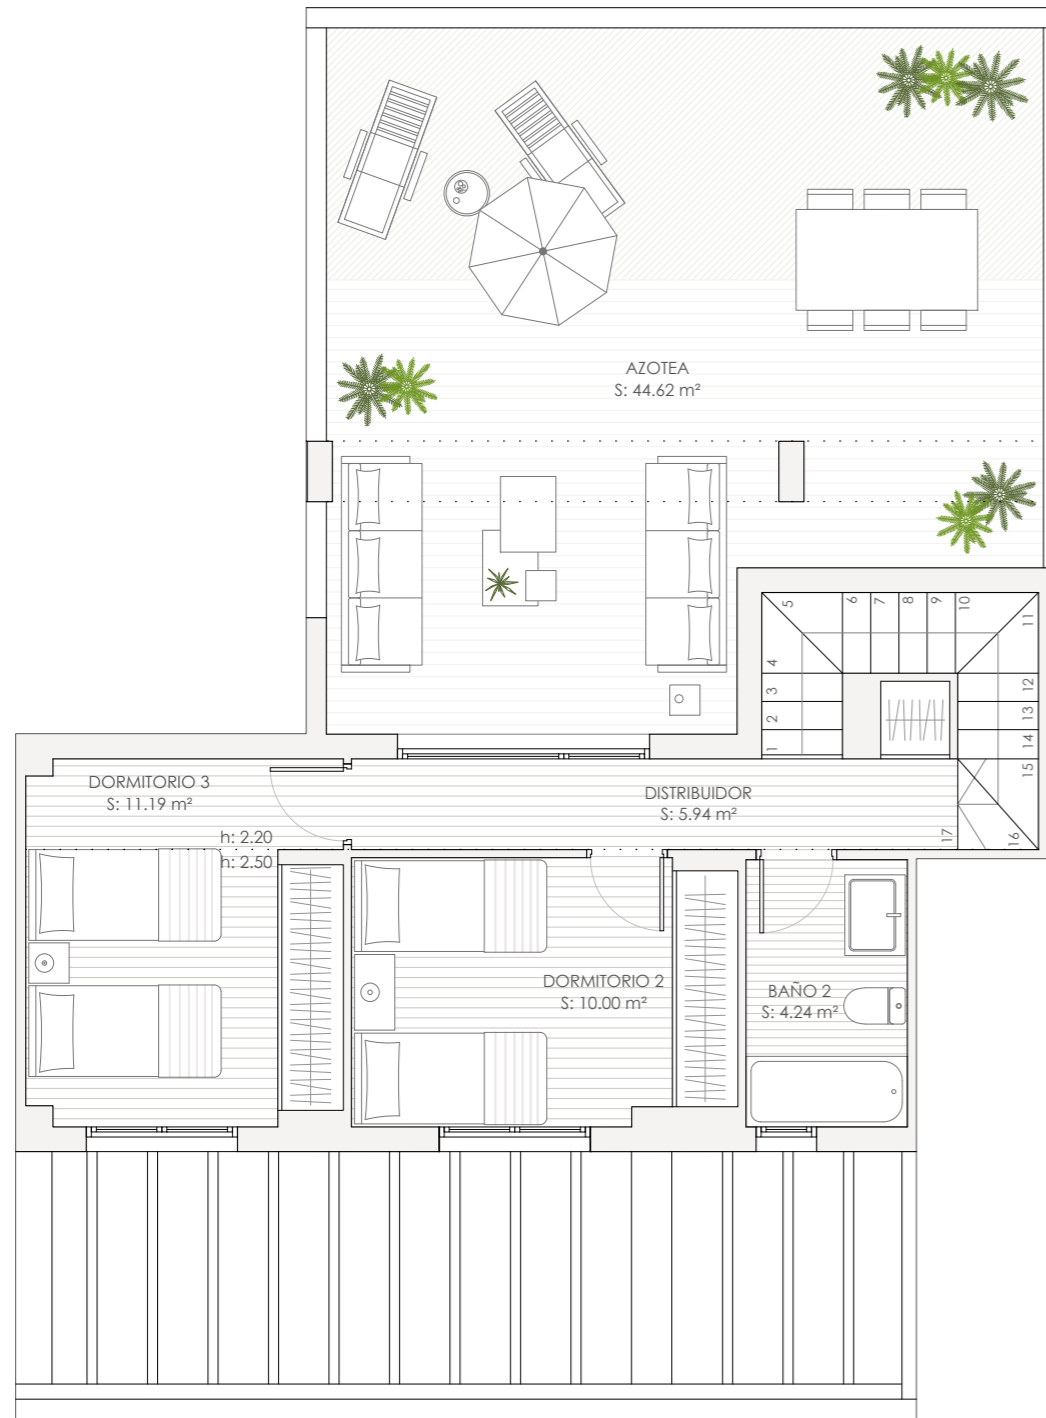 AZOTEA
S: 44.62 m²
5
6
7
8
9
10
11
4
3
2
1
12
13
14
15
16
17
DORMITORIO 3
S: 11.19 m²
DISTRIBUIDOR
S: 5.94 m²
h: 2.20
h: 2.50
DORMITORIO 2
S: 10.00 m²
BAÑO 2
S: 4.24 m²